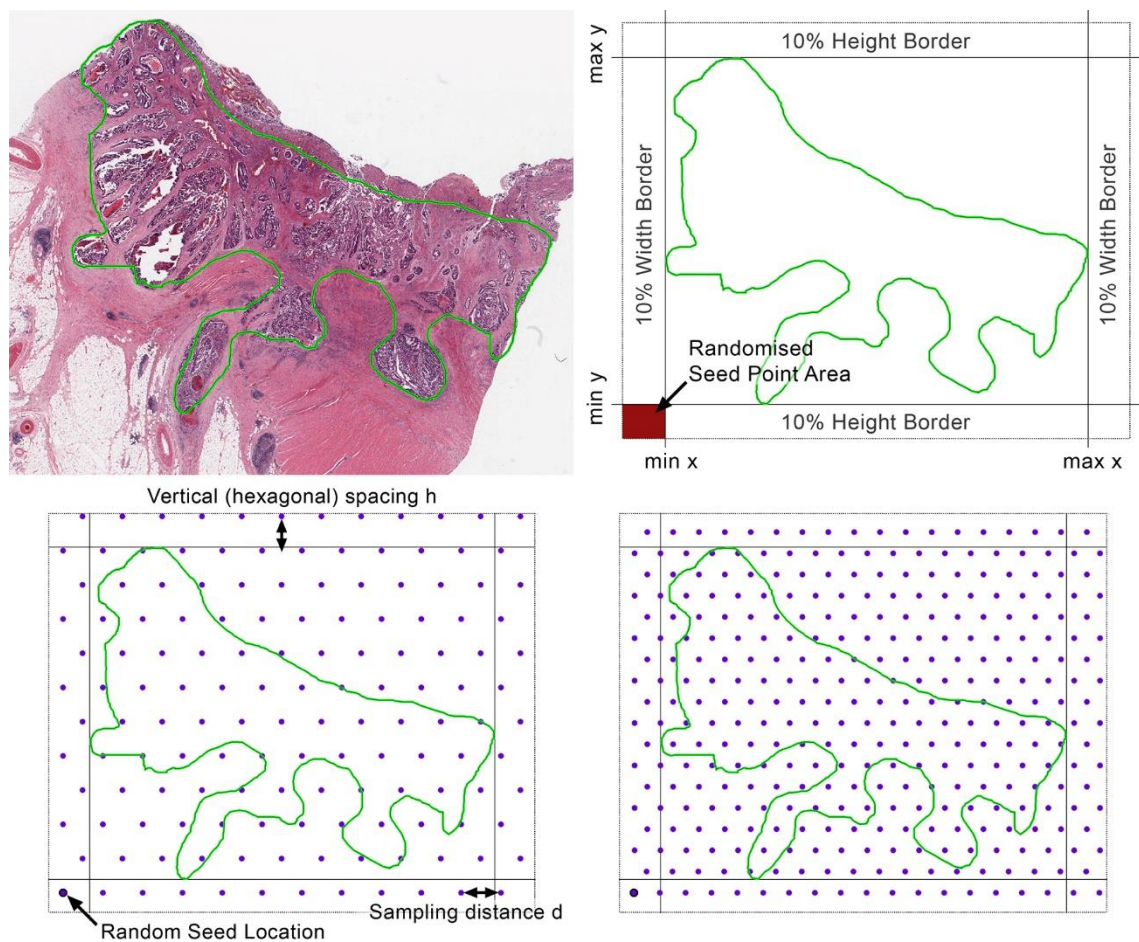 10% Height Border
max y
10% Width Border
10% Width Border
Randomised
Seed Point Area
min y
10% Height Border
min x
max x
Vertical (hexagonal) spacing h
Sampling distance d
Random Seed Location